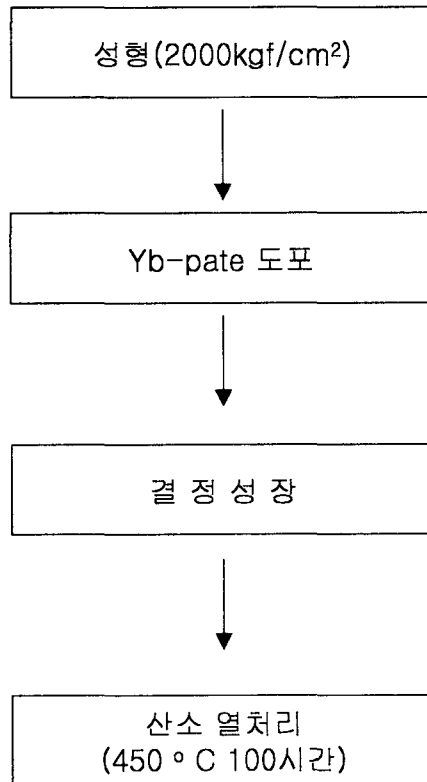 성형(2000kgf/cm²)
Yb-pate 도포
결 정 성 장
산소 열처리
(450 ° C 100시간)